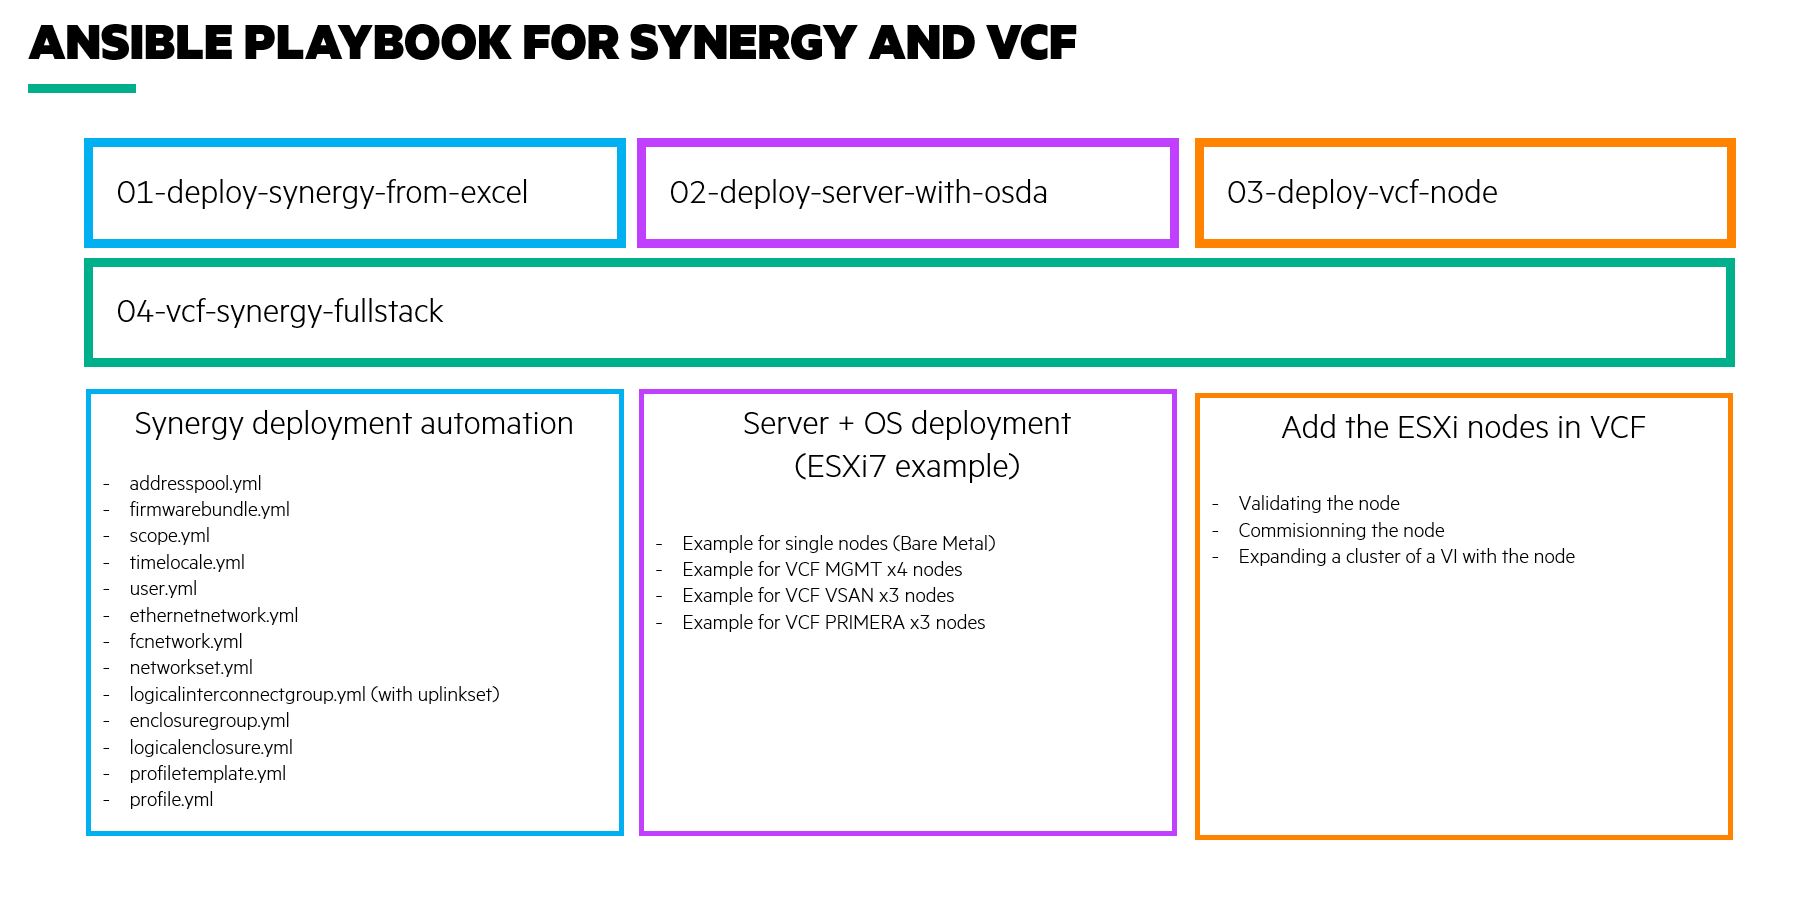 ANSIBLE PLAYBOOK FOR SYNERGY AND VCF
01-deploy-synergy-from-excel
02-deploy-server-with-osda
03-deploy-vcf-node
04-vcf-synergy-fullstack
Synergy deployment automation
- addresspool.yml
- firmwarebundle.yml
- scope.yml
- timelocale.yml
- user.yml
- ethernetnetwork.yml
- fcnetwork.yml
- networkset.yml
- logicalinterconnectgroup.yml (with uplinkset)
- enclosuregroup.yml
- logicalenclosure.yml
- profiletemplate.yml
- profile.yml
Server + OS deployment
(ESXi7 example)
- Example for single nodes (Bare Metal)
- Example for VCF MGMT x4 nodes
- Example for VCF VSAN x3 nodes
- Example for VCF PRIMERA x3 nodes
Add the ESXi nodes in VCF
- Validating the node
- Commisionning the node
- Expanding a cluster of a VI with the node